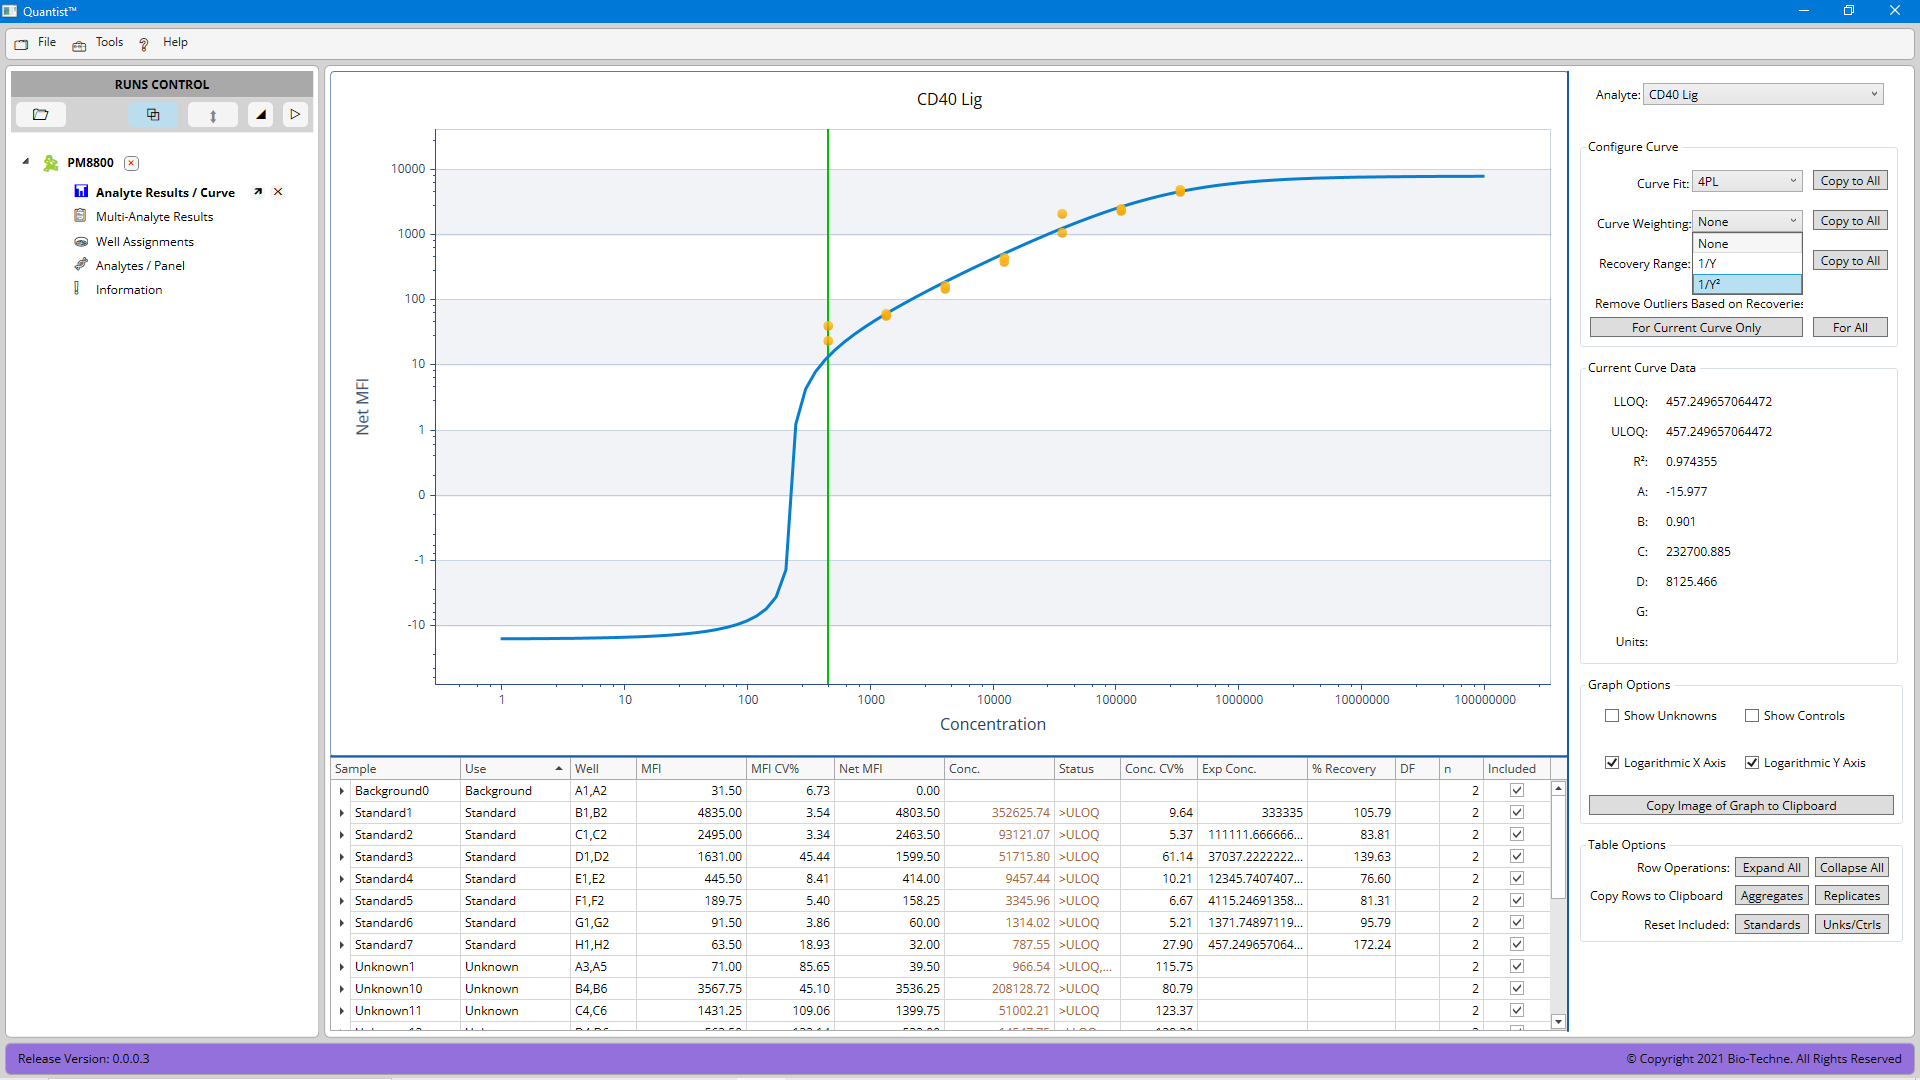 Quantist™
File Tools ? Help
RUNS CONTROL
PM8800
Analyte Results / Curve
Multi-Analyte Results
Well Assignments
Analytes / Panel
Information
CD40 Lig
Net MFI
10000
1000
100
10
1
0
-1
-10
1 10 100 1000 10000 100000 1000000 10000000 100000000
Concentration
Sample Use Well MFI MFI CV% Net MFI Conc. Status Conc. CV% Exp Conc. % Recovery DF n Included
Background0 Background A1,A2 31.50 6.73 0.00 2
Standard1 Standard B1,B2 4835.00 3.54 4803.50 352625.74 >ULOQ 9.64 333335 105.79 2
Standard2 Standard C1,C2 2495.00 3.34 2463.50 93121.07 >ULOQ 5.37 111111.666666... 83.81 2
Standard3 Standard D1,D2 1631.00 45.44 1599.50 51715.80 >ULOQ 61.14 37037.2222222... 139.63 2
Standard4 Standard E1,E2 445.50 8.41 414.00 9457.44 >ULOQ 10.21 12345.7407407... 76.60 2
Standard5 Standard F1,F2 189.75 5.40 158.25 3345.96 >ULOQ 6.67 4115.24691358... 81.31 2
Standard6 Standard G1,G2 91.50 3.86 60.00 1314.02 >ULOQ 5.21 1371.74897119... 95.79 2
Standard7 Standard H1,H2 63.50 18.93 32.00 787.55 >ULOQ 27.90 457.249657064... 172.24 2
Unknown1 Unknown A3,A5 71.00 85.65 39.50 966.54 >ULOQ,... 115.75 2
Unknown10 Unknown B4,B6 3567.75 45.10 3536.25 208128.72 >ULOQ 80.79 2
Unknown11 Unknown C4,C6 1431.25 109.06 1399.75 51002.21 >ULOQ 123.37 2
Analyte: CD40 Lig
Configure Curve
Curve Fit: 4PL Copy to All
Curve Weighting: None Copy to All
None
Recovery Range: 1/Y Copy to All
1/Y²
Remove Outliers Based on Recoveries
For Current Curve Only For All
Current Curve Data
LLOQ: 457.249657064472
ULOQ: 457.249657064472
R²: 0.974355
A: -15.977
B: 0.901
C: 232700.885
D: 8125.466
G:
Units:
Graph Options
Show Unknowns Show Controls
Logarithmic X Axis Logarithmic Y Axis
Copy Image of Graph to Clipboard
Table Options
Row Operations: Expand All Collapse All
Copy Rows to Clipboard Aggregates Replicates
Reset Included: Standards Unks/Ctrls
Release Version: 0.0.0.3
© Copyright 2021 Bio-Techne. All Rights Reserved